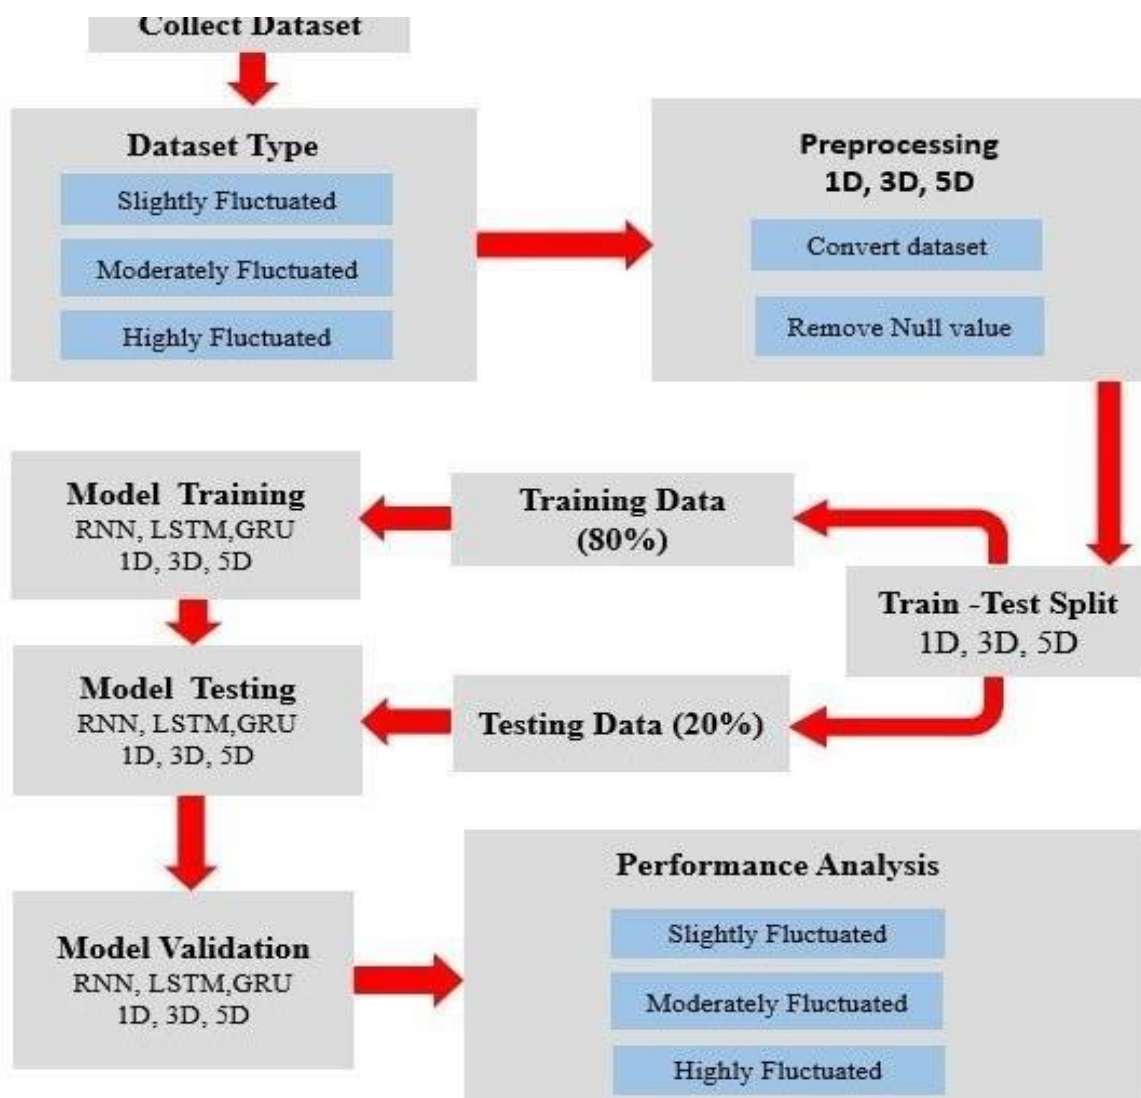 Collect Dataset
Dataset Type
Slightly Fluctuated
Moderately Fluctuated
Highly Fluctuated
Preprocessing
1D, 3D, 5D
Convert dataset
Remove Null value
Train -Test Split
1D, 3D, 5D
Training Data
(80%)
Testing Data (20%)
Model  Training
RNN, LSTM,GRU
1D, 3D, 5D
Model  Testing
RNN, LSTM,GRU
1D, 3D, 5D
Model Validation
RNN, LSTM,GRU
1D, 3D, 5D
Performance Analysis
Slightly Fluctuated
Moderately Fluctuated
Highly Fluctuated